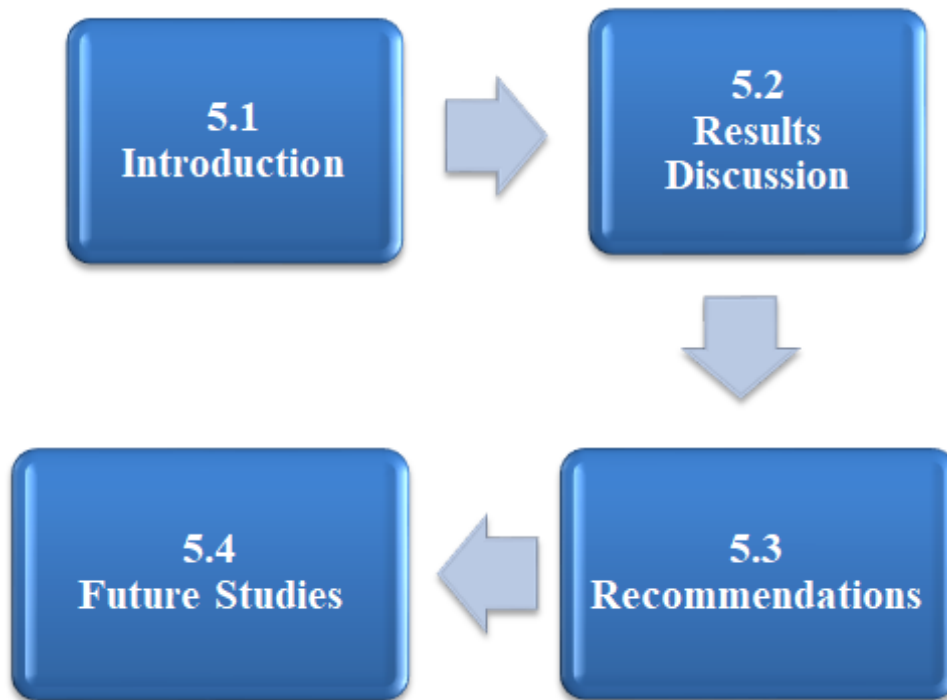 5.1
Introduction
5.2
Results
Discussion
5.3
Recommendations
5.4
Future Studies